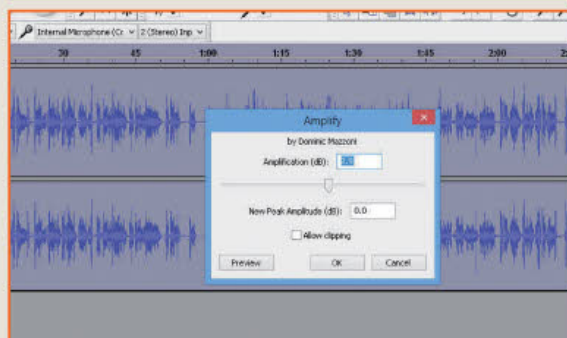 Internal Microphone (Cr 2 (Stereo) Inp
30 45 1:00 1:15 1:30 1:45 2:00
Amplify
by Dominic Mazzoni
Amplification (dB):
New Peak Amplitude (dB): 0.0
Allow clipping
Preview OK Cancel